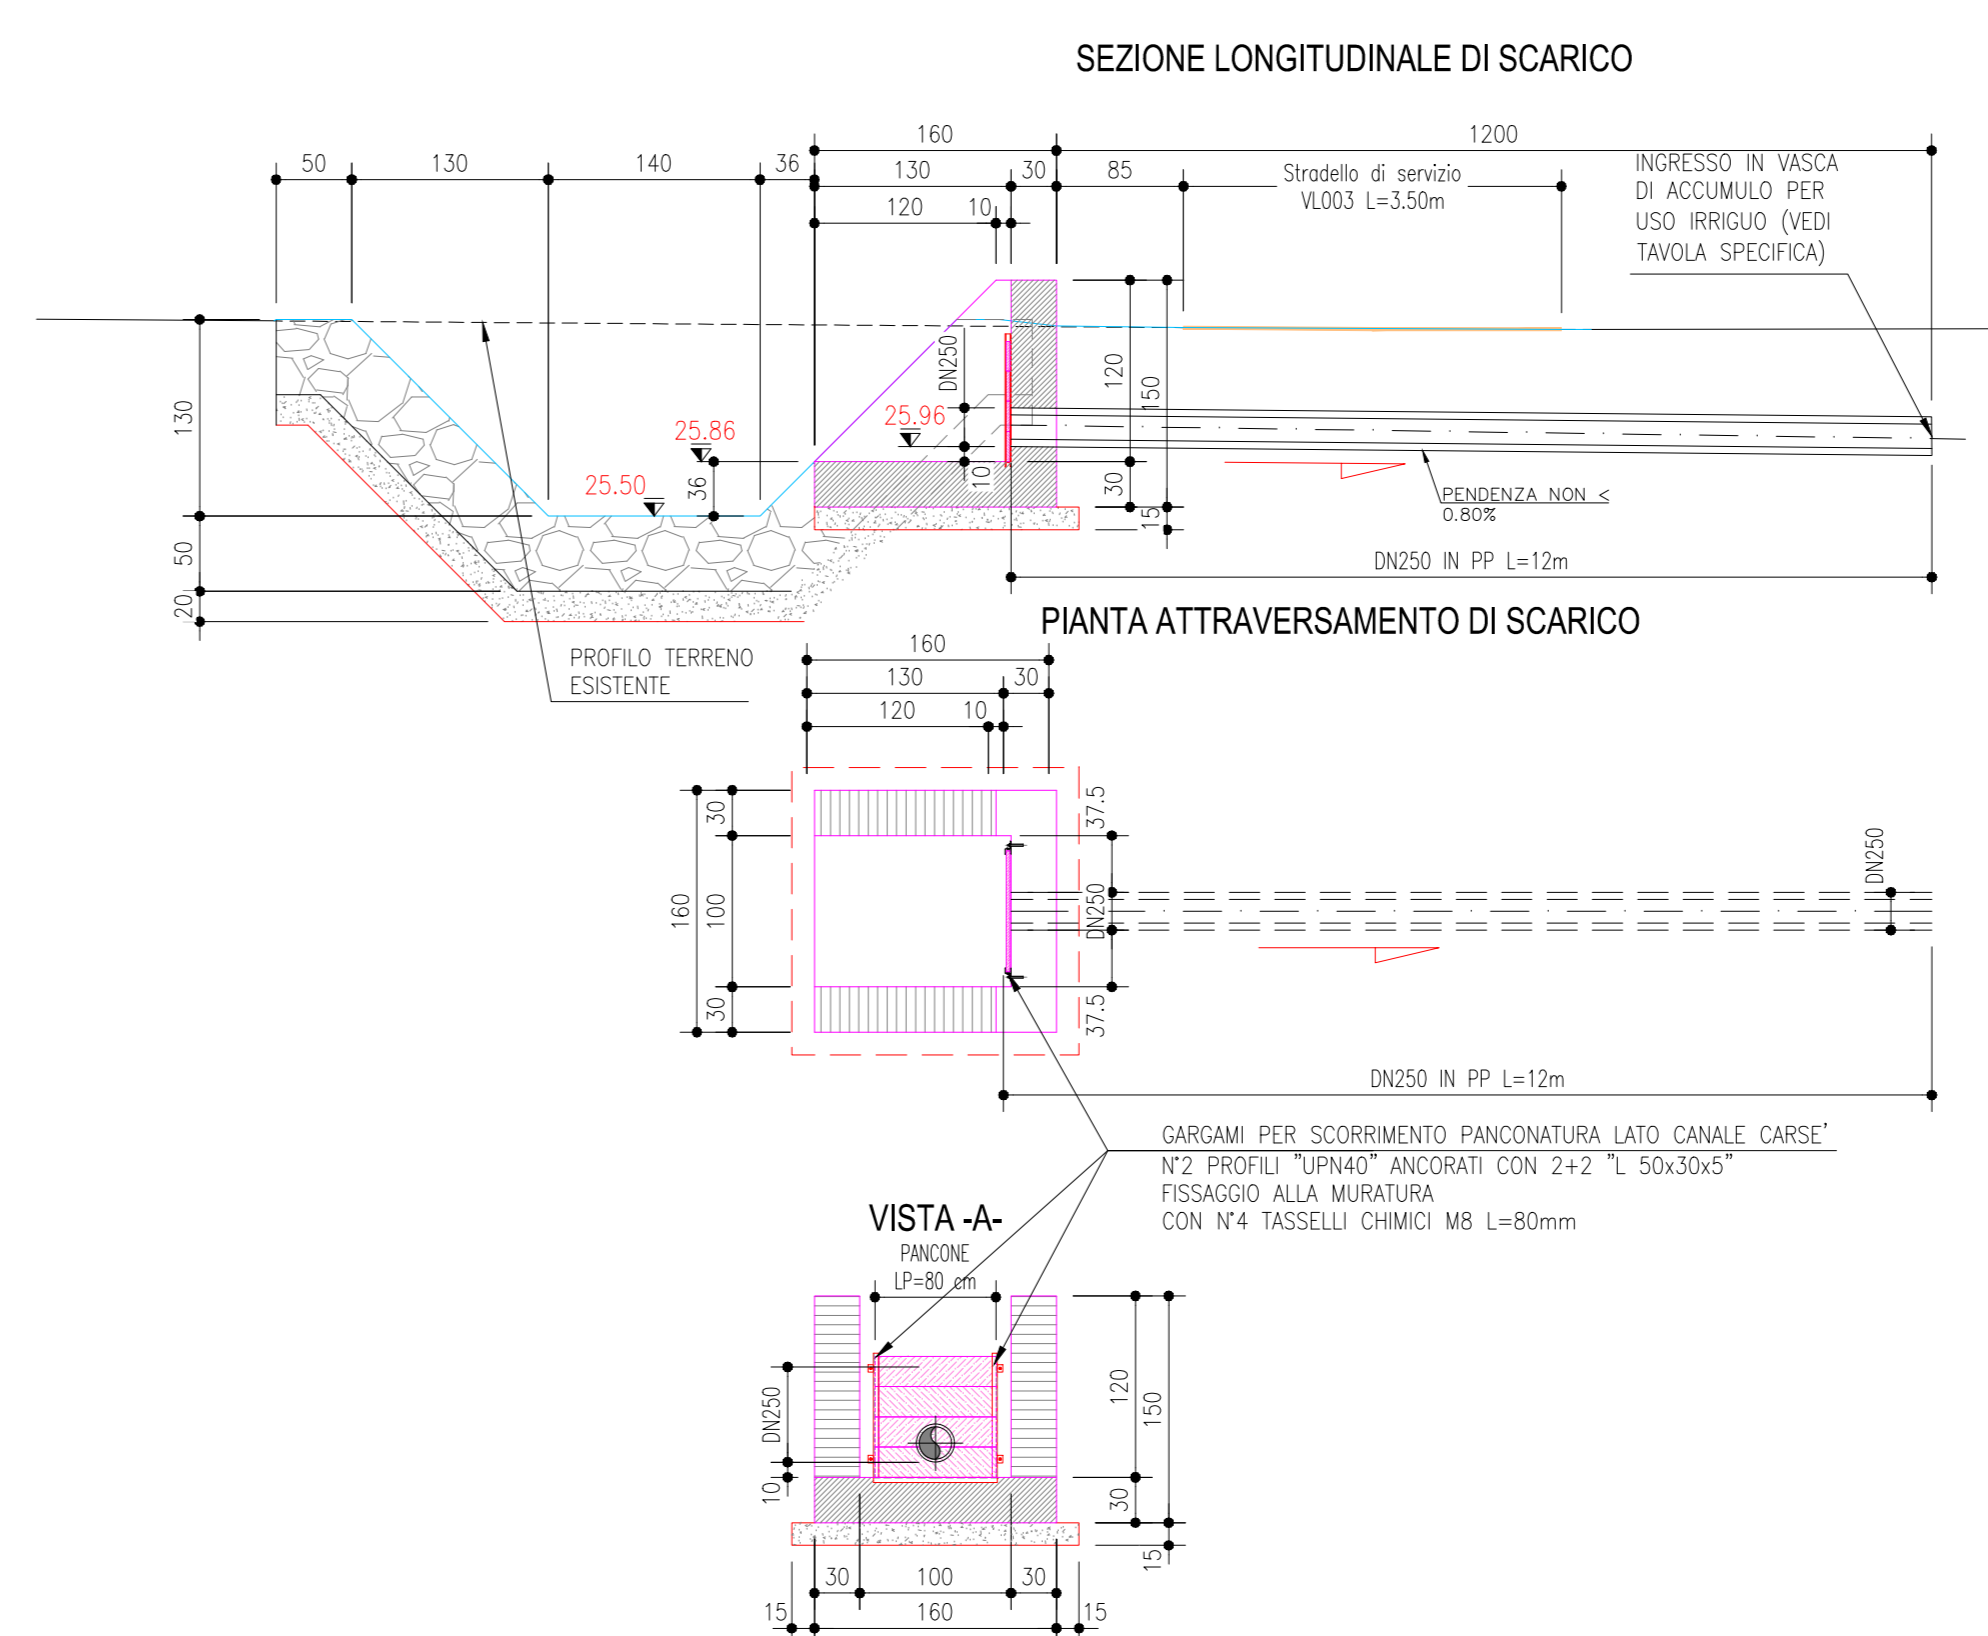 SEZIONE LONGITUDINALE DI SCARICO
160
1200
50
130
140
36
130
30
85
Stradello di servizio
VL003 L=3.50m
120
10
INGRESSO IN VASCA
DI ACCUMULO PER
USO IRRIGUO (VEDI
TAVOLA SPECIFICA)
130
50
20
25.86
25.50
36
25.96
DN250
10
120
150
30
15
PENDENZA NON <
0.80%
DN250 IN PP L=12m
PROFILO TERRENO
ESISTENTE
PIANTA ATTRAVERSAMENTO DI SCARICO
160
130
30
120
10
30
160
100
30
37.5
DN250
37.5
DN250
DN250 IN PP L=12m
GARGAMI PER SCORRIMENTO PANCONATURA LATO CANALE CARSE'
N°2 PROFILI "UPN40" ANCORATI CON 2+2 "L 50x30x5"
FISSAGGIO ALLA MURATURA
CON N°4 TASSELLI CHIMICI M8 L=80mm
VISTA -A-
PANCONE
LP=80 cm
DN250
10
120
150
30
15
30
100
30
15
160
15